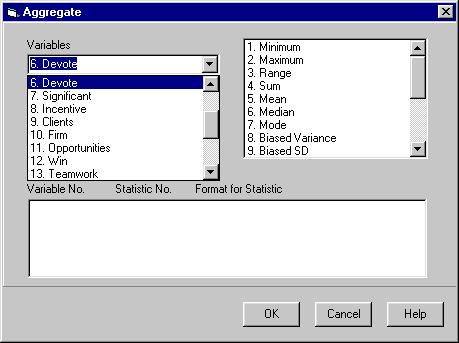 Aggregate
Variables
6. Devote
6. Devote
7. Significant
8. Incentive
9. Clients
10. Firm
11. Opportunities
12. Win
13. Teamwork
1. Minimum
2. Maximum
3. Range
4. Sum
5. Mean
6. Median
7. Mode
8. Biased Variance
9. Biased SD
Variable No. Statistic No. Format for Statistic
OK Cancel Help